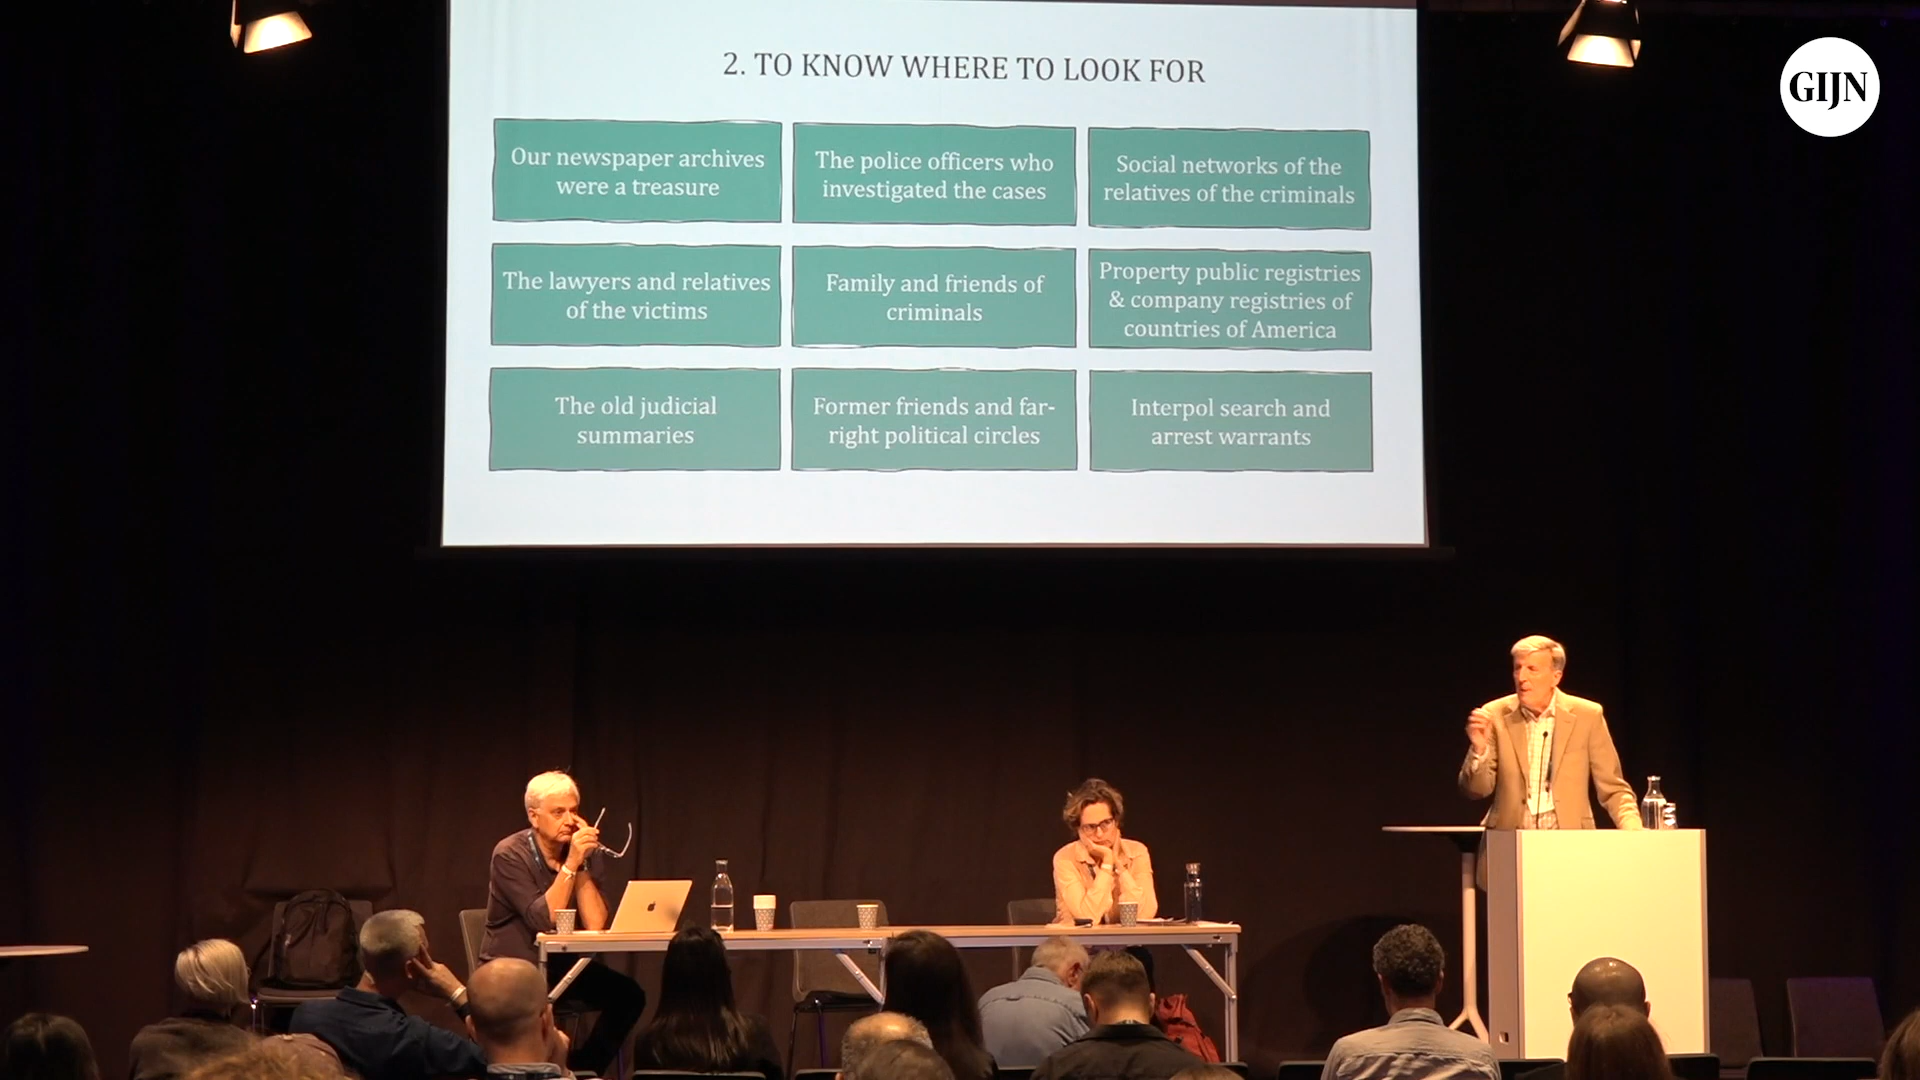 2. TO KNOW WHERE TO LOOK FOR
Our newspaper archives
were a treasure
The police officers who
investigated the cases
Social networks of the
relatives of the criminals
The lawyers and relatives
of the victims
Family and friends of
criminals
Property public registries
& company registries of
countries of America
The old judicial
summaries
Former friends and far-
right political circles
Interpol search and
arrest warrants
GIJN